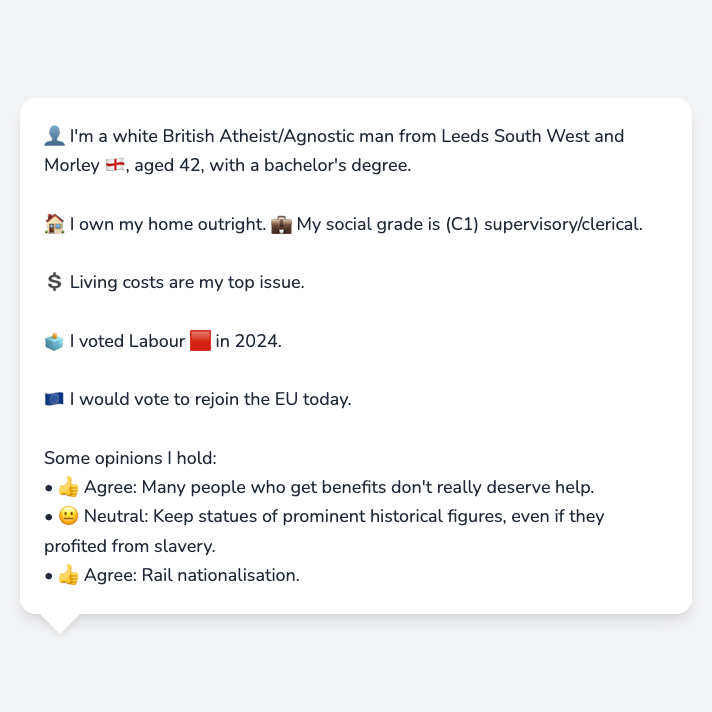 👤 I'm a white British Atheist/Agnostic man from Leeds South West and
Morley 🏴󠁧󠁢󠁥󠁮󠁧󠁿, aged 42, with a bachelor's degree.
🏠 I own my home outright. 💼 My social grade is (C1) supervisory/clerical.
💲 Living costs are my top issue.
🗳️ I voted Labour 🟥 in 2024.
🇪🇺 I would vote to rejoin the EU today.
Some opinions I hold:
• 👍 Agree: Many people who get benefits don't really deserve help.
• 😐 Neutral: Keep statues of prominent historical figures, even if they
profited from slavery.
• 👍 Agree: Rail nationalisation.